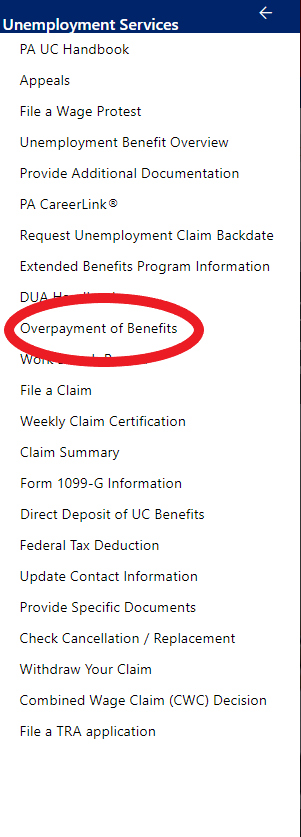 Unemployment Services
PA UC Handbook
Appeals
File a Wage Protest
Unemployment Benefit Overview
Provide Additional Documentation
PA CareerLink®
Request Unemployment Claim Backdate
Extended Benefits Program Information
DUA
Overpayment of Benefits
Work
File a Claim
Weekly Claim Certification
Claim Summary
Form 1099-G Information
Direct Deposit of UC Benefits
Federal Tax Deduction
Update Contact Information
Provide Specific Documents
Check Cancellation / Replacement
Withdraw Your Claim
Combined Wage Claim (CWC) Decision
File a TRA application